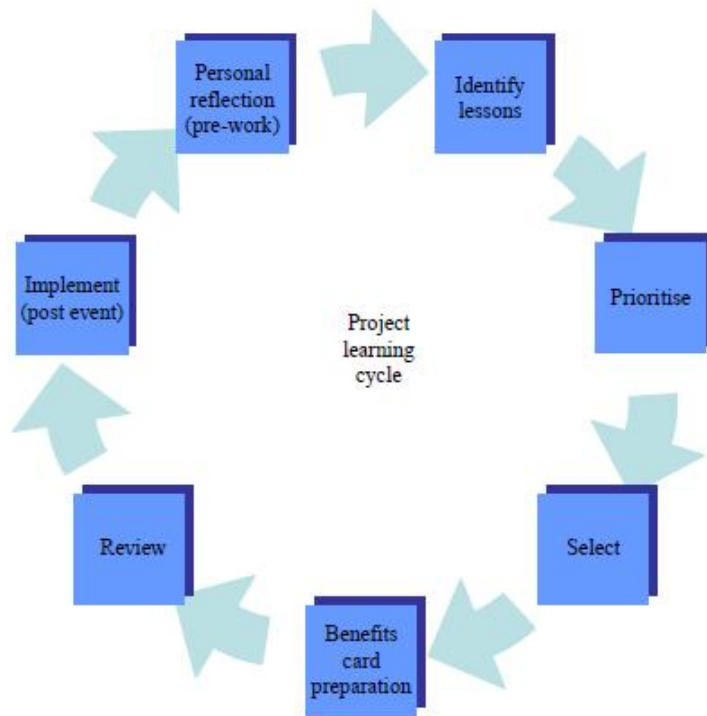 Personal
reflection
(pre-work)
Identify
lessons
Prioritise
Select
Benefits
card
preparation
Review
Implement
(post event)
Project
learning
cycle